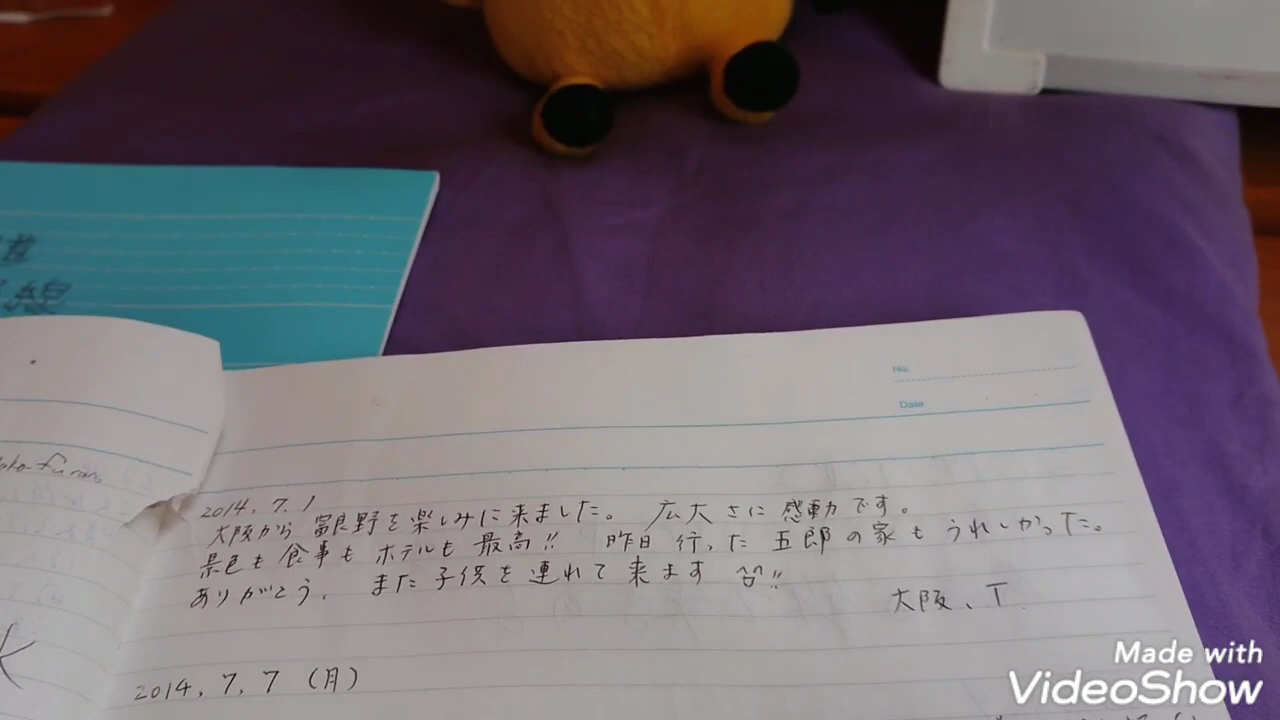 線
No.
Date
2014. 7. 1
大阪から 富良野を楽しみに来ました。 広大さに感動です。
景色も食事もホテルも最高!! 昨日行った五郎の家もうれしかった。
ありがとう。 また子供を連れて来ます ^^!!
大阪、T.
2014. 7. 7 (月)
Made with
VideoShow